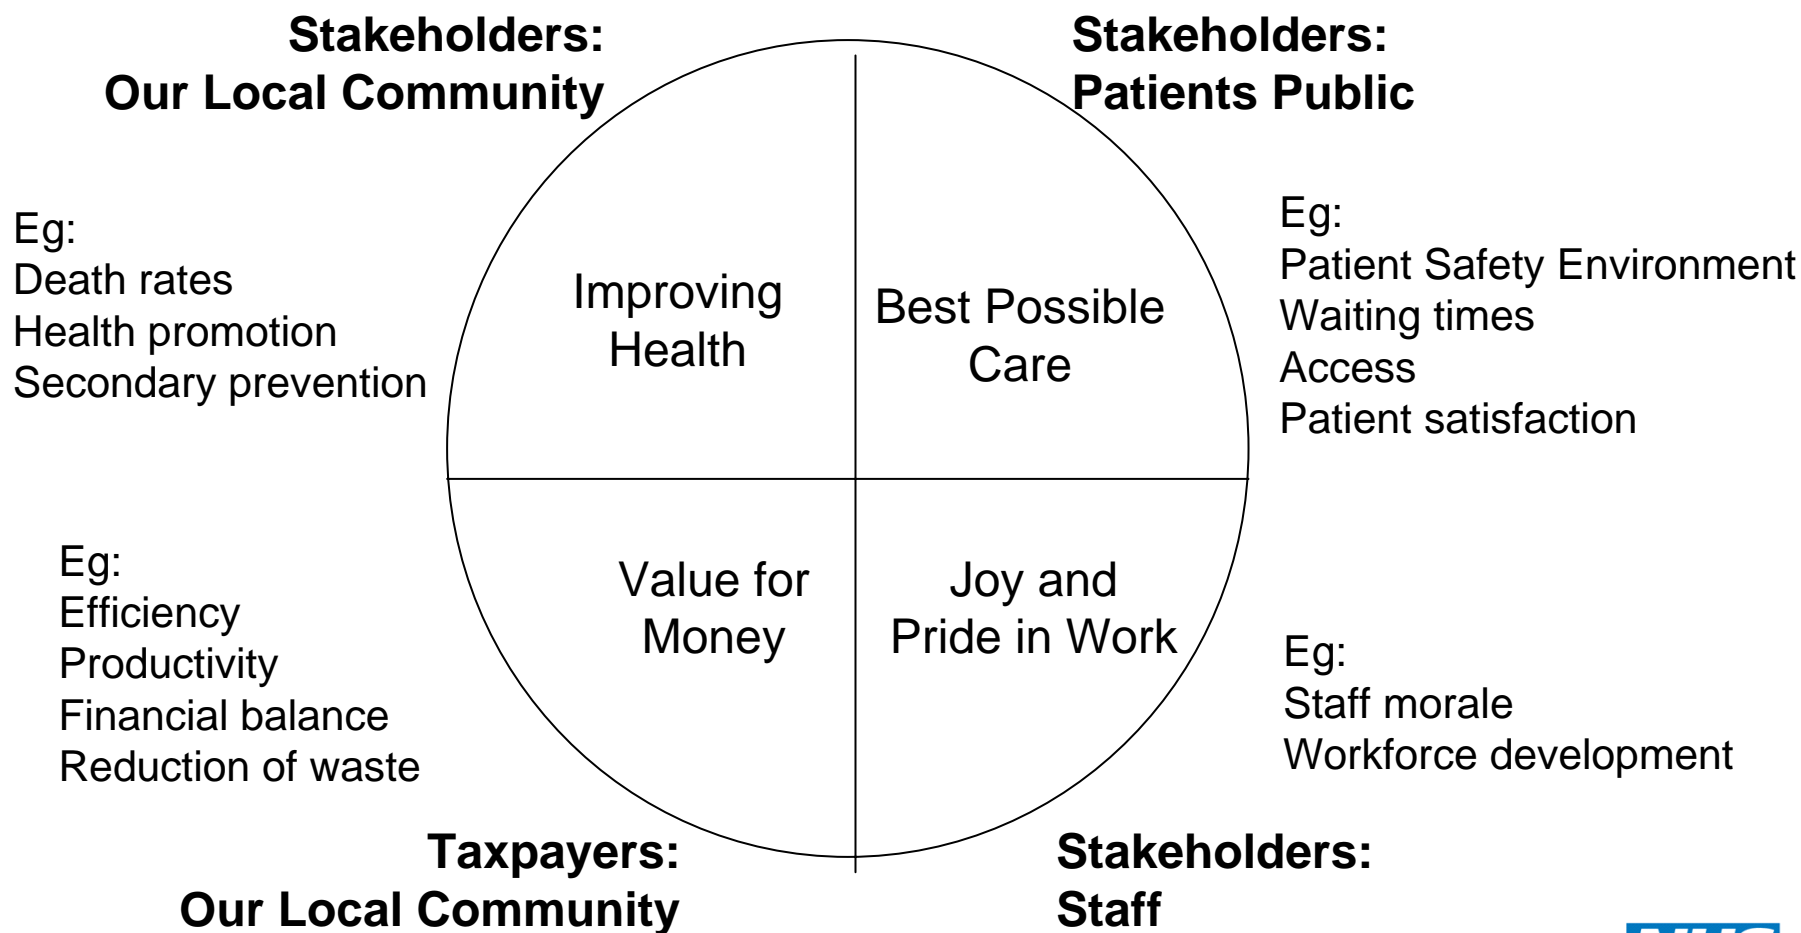 Stakeholders:
Our Local Community
Stakeholders:
Patients Public
Eg:
Death rates
Health promotion
Secondary prevention
Improving
Health
Best Possible
Care
Eg:
Patient Safety Environment
Waiting times
Access
Patient satisfaction
Eg:
Efficiency
Productivity
Financial balance
Reduction of waste
Value for
Money
Joy and
Pride in Work
Eg:
Staff morale
Workforce development
Taxpayers:
Our Local Community
Stakeholders:
Staff
NHS